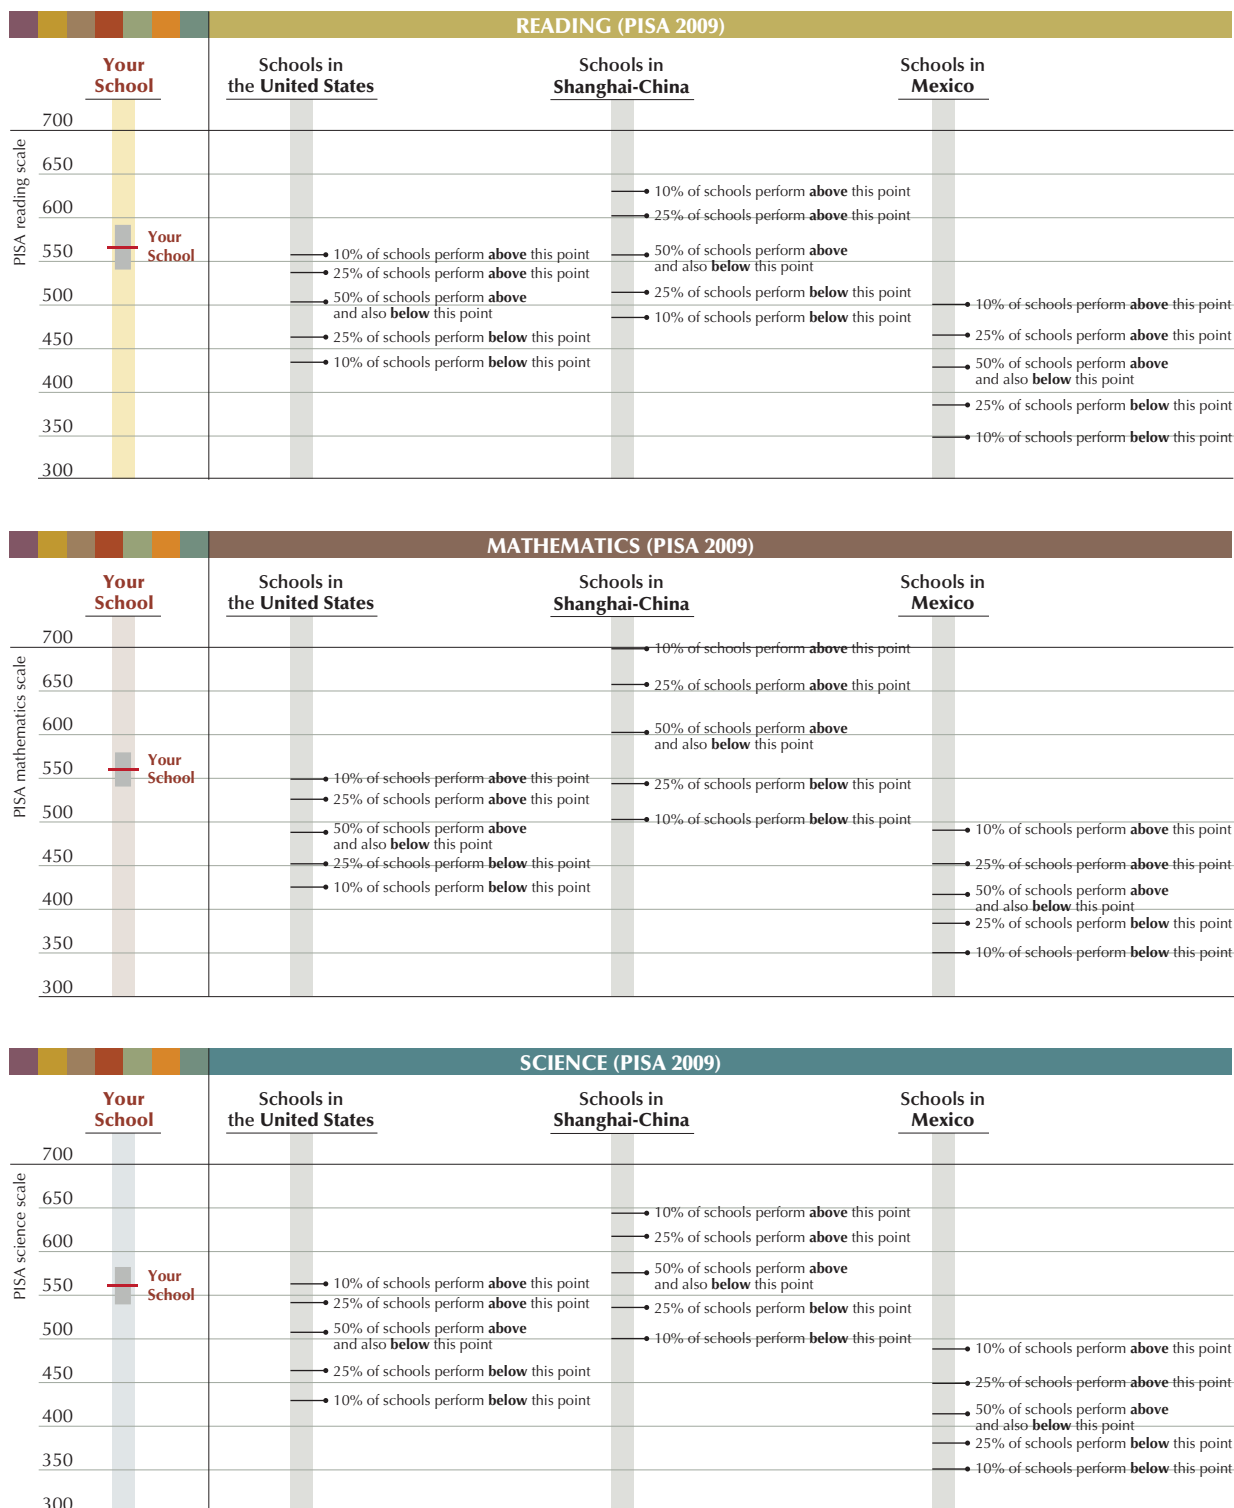 READING (PISA 2009)
Your
School
Schools in
the United States
Schools in
Shanghai-China
Schools in
Mexico
PISA reading scale
700
650
600
550
500
450
400
350
300
Your
School
10% of schools perform above this point
25% of schools perform above this point
50% of schools perform above
and also below this point
25% of schools perform below this point
10% of schools perform below this point
10% of schools perform above this point
25% of schools perform above this point
50% of schools perform above
and also below this point
25% of schools perform below this point
10% of schools perform below this point
10% of schools perform above this point
25% of schools perform above this point
50% of schools perform above
and also below this point
25% of schools perform below this point
10% of schools perform below this point
MATHEMATICS (PISA 2009)
Your
School
Schools in
the United States
Schools in
Shanghai-China
Schools in
Mexico
PISA mathematics scale
700
650
600
550
500
450
400
350
300
Your
School
10% of schools perform above this point
25% of schools perform above this point
50% of schools perform above
and also below this point
25% of schools perform below this point
10% of schools perform below this point
10% of schools perform above this point
25% of schools perform above this point
50% of schools perform above
and also below this point
25% of schools perform below this point
10% of schools perform below this point
10% of schools perform above this point
25% of schools perform above this point
50% of schools perform above
and also below this point
25% of schools perform below this point
10% of schools perform below this point
SCIENCE (PISA 2009)
Your
School
Schools in
the United States
Schools in
Shanghai-China
Schools in
Mexico
PISA science scale
700
650
600
550
500
450
400
350
300
Your
School
10% of schools perform above this point
25% of schools perform above this point
50% of schools perform above
and also below this point
25% of schools perform below this point
10% of schools perform below this point
10% of schools perform above this point
25% of schools perform above this point
50% of schools perform above
and also below this point
25% of schools perform below this point
10% of schools perform below this point
10% of schools perform above this point
25% of schools perform above this point
50% of schools perform above
and also below this point
25% of schools perform below this point
10% of schools perform below this point